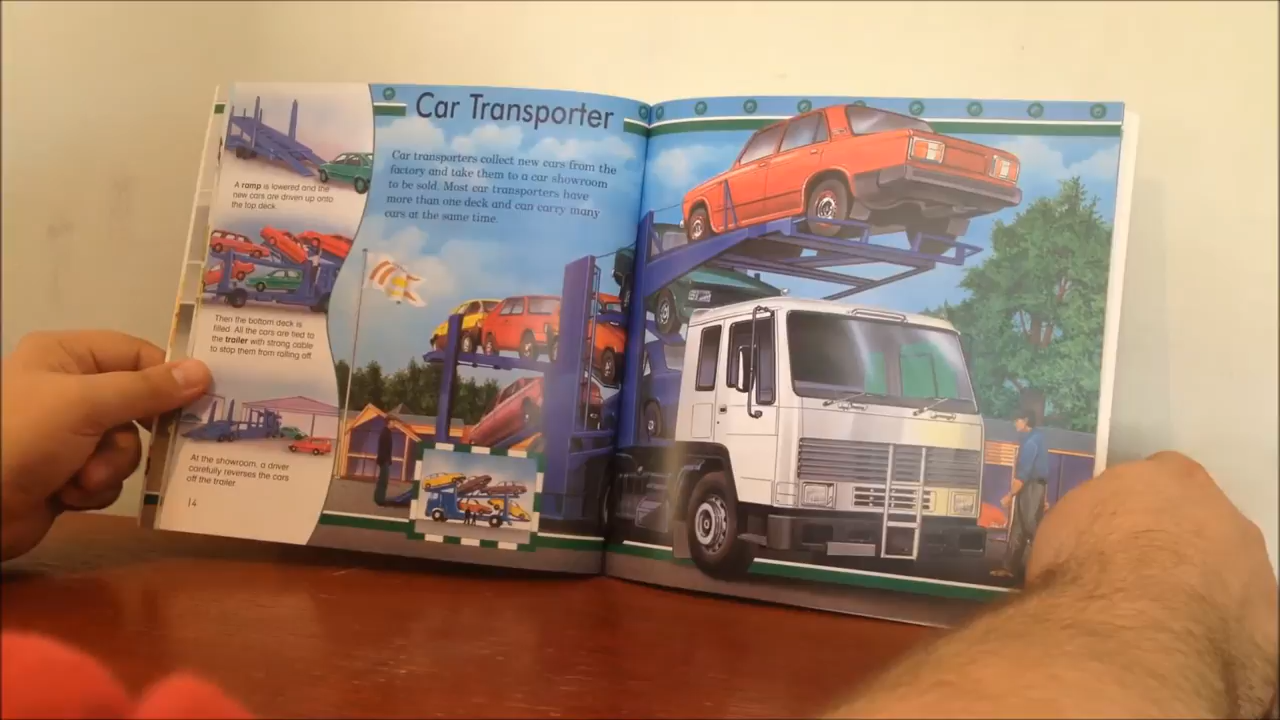 Car Transporter
Car transporters collect new cars from the
factory and take them to a car showroom
to be sold. Most car transporters have
more than one deck and can carry many
cars at the same time.
A ramp is lowered and the
new cars are driven up onto
the top deck.
Then the bottom deck is
filled. All the cars are tied to
the trailer with strong cable
to stop them from rolling off.
At the showroom, a driver
carefully reverses the cars
off the trailer.
14